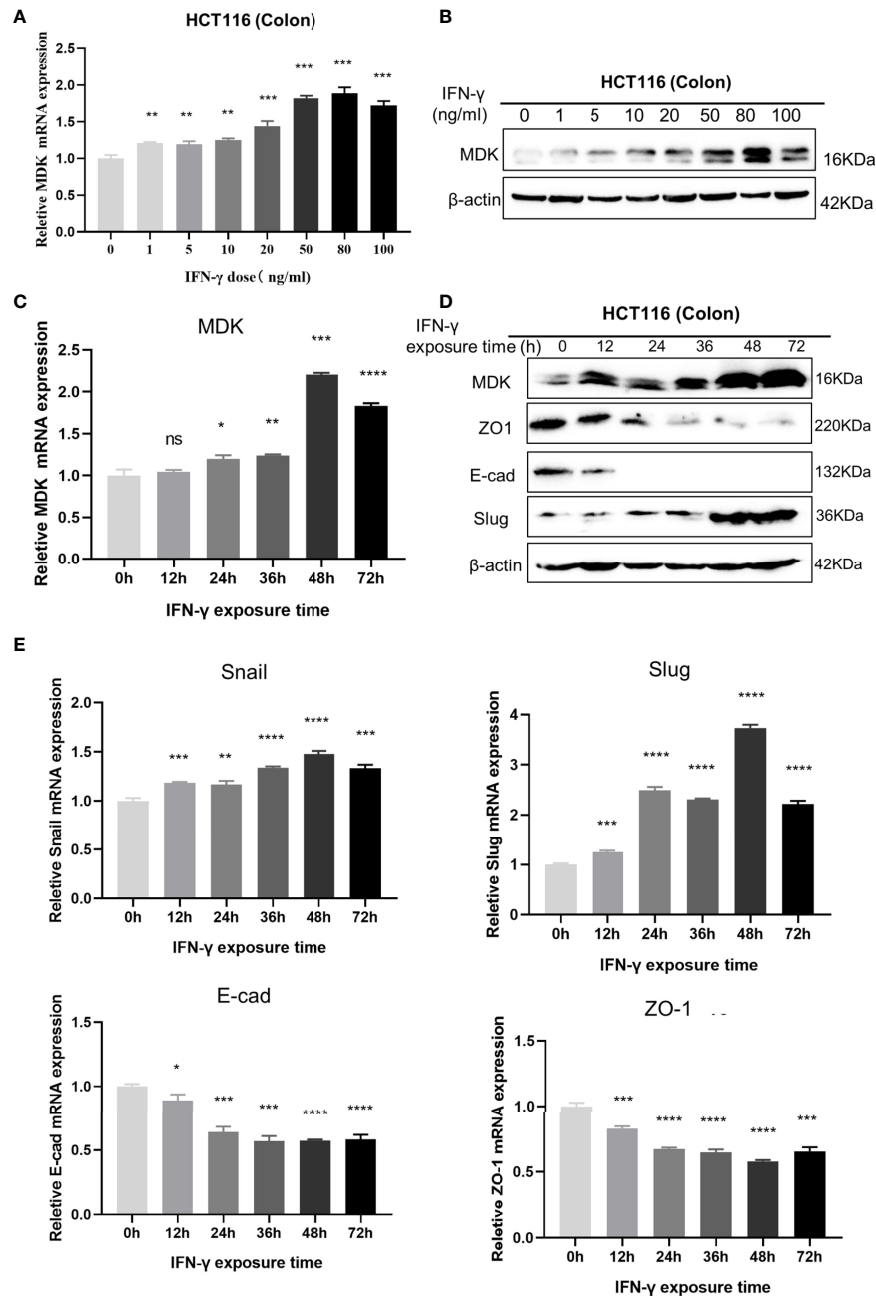 A
HCT116 (Colon)
Reletive MDK mRNA expression
2.5
2.0
1.5
1.0
0.5
0.0
** ** ** *** *** *** ***
0 1 5 10 20 50 80 100
IFN-γ dose( ng/ml)
B
HCT116 (Colon)
IFN-γ
(ng/ml) 0 1 5 10 20 50 80 100
MDK 16KDa
β-actin 42KDa
C
MDK
Reletive MDK mRNA expression
2.5
2.0
1.5
1.0
0.5
0.0
ns * ** *** ****
0h 12h 24h 36h 48h 72h
IFN-γ exposure time
D
HCT116 (Colon)
IFN-γ
exposure time (h) 0 12 24 36 48 72
MDK 16KDa
ZO1 220KDa
E-cad 132KDa
Slug 36KDa
β-actin 42KDa
E
Snail
Reletive Snail mRNA expression
2.0
1.5
1.0
0.5
0.0
*** ** **** **** ***
0h 12h 24h 36h 48h 72h
IFN-γ exposure time
Slug
Reletive Slug mRNA expression
4
3
2
1
0
*** **** **** **** ****
0h 12h 24h 36h 48h 72h
IFN-γ exposure time
E-cad
Reletive E-cad mRNA expression
1.5
1.0
0.5
0.0
* *** *** **** ****
0h 12h 24h 36h 48h 72h
IFN-γ exposure time
ZO-1
Reletive ZO-1 mRNA expression
1.5
1.0
0.5
0.0
*** **** **** **** ***
0h 12h 24h 36h 48h 72h
IFN-γ exposure time